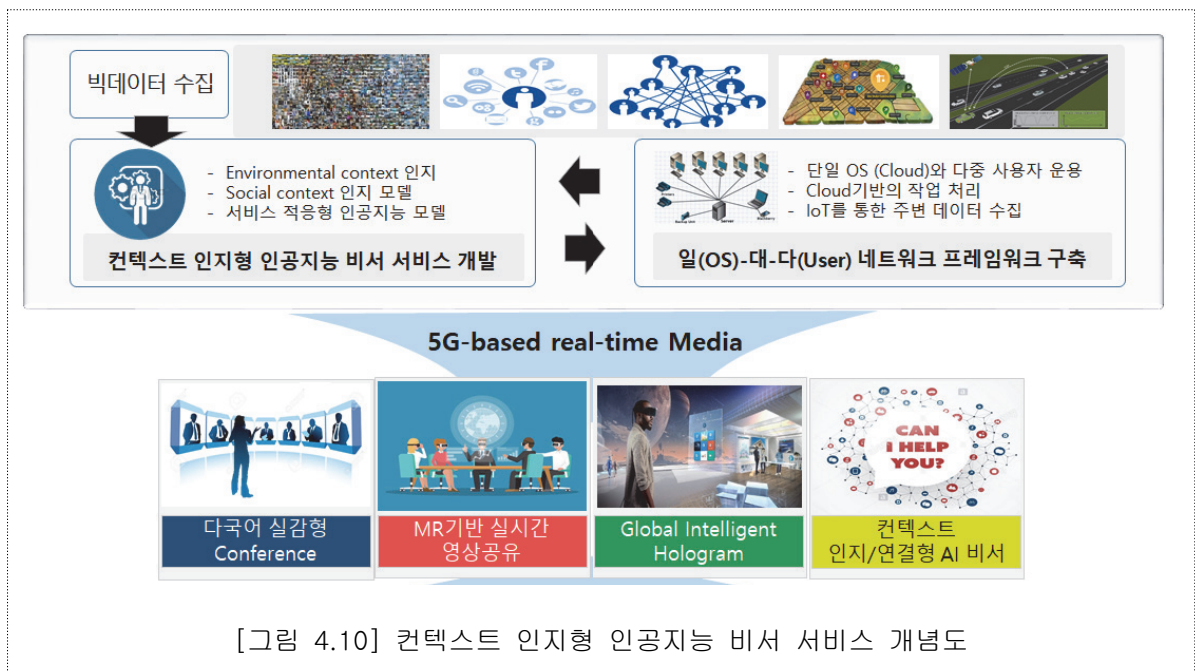 빅데이터 수집
- Environmental context 인지
- Social context 인지 모델
- 서비스 적응형 인공지능 모델
컨텍스트 인지형 인공지능 비서 서비스 개발
- 단일 OS (Cloud)와 다중 사용자 운용
- Cloud기반의 작업 처리
- IoT를 통한 주변 데이터 수집
Server
일(OS)-대-다(User) 네트워크 프레임워크 구축
5G-based real-time Media
다국어 실감형
Conference
MR기반 실시간
영상공유
Global Intelligent
Hologram
CAN
I HELP
YOU?
컨텍스트
인지/연결형 AI 비서
[그림 4.10] 컨텍스트 인지형 인공지능 비서 서비스 개념도